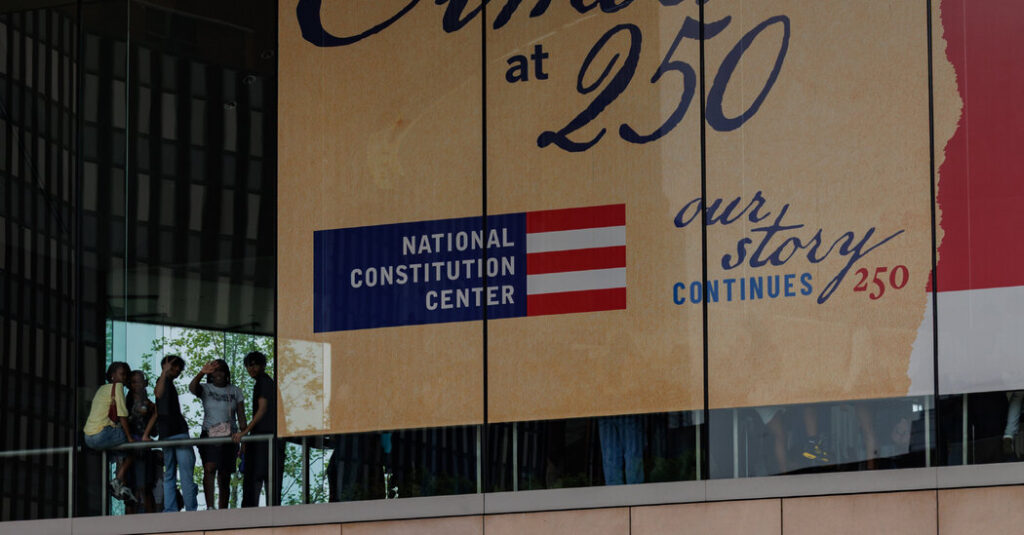 at
250
NATIONAL
CONSTITUTION
CENTER
our
story
CONTINUES 250